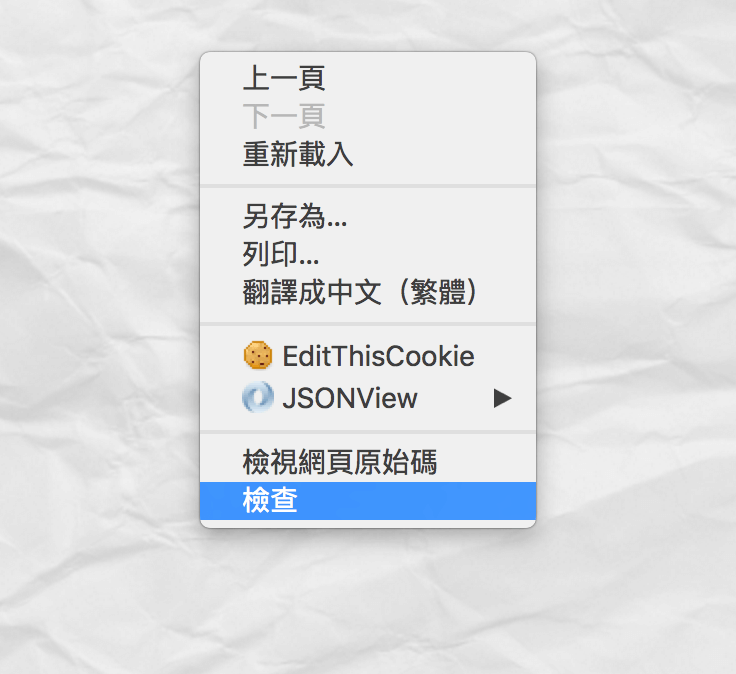 上一頁
下一頁
重新載入
另存為...
列印...
翻譯成中文（繁體）
EditThisCookie
JSONView
檢視網頁原始碼
檢查